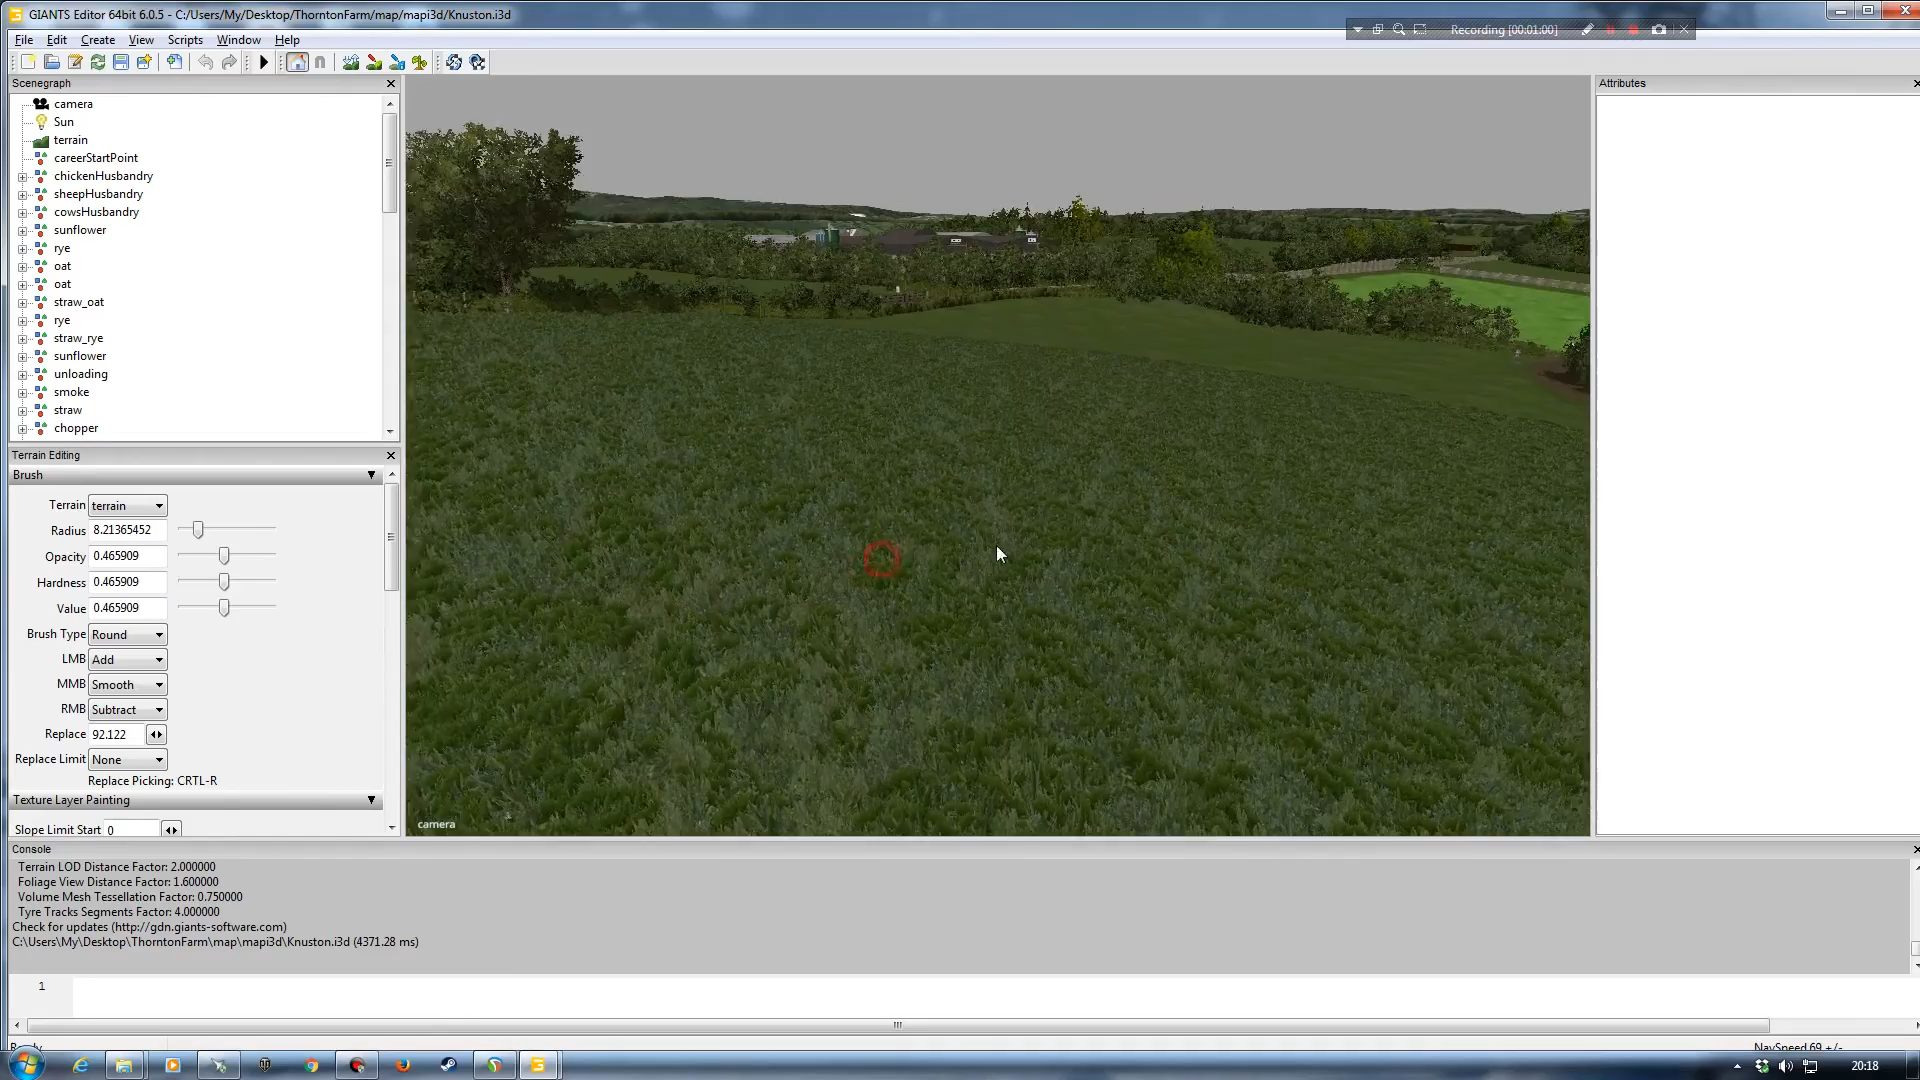 GIANTS Editor 64bit 6.0.5 - C:/Users/My/Desktop/ThorntonFarm/map/mapi3d/Knuston.i3d
Recording [00:01:00]
File Edit Create View Scripts Window Help
Scenegraph
camera
Sun
terrain
careerStartPoint
chickenHusbandry
sheepHusbandry
cowsHusbandry
sunflower
rye
oat
oat
straw_oat
rye
straw_rye
sunflower
unloading
smoke
straw
chopper
Terrain Editing
Brush
Terrain terrain
Radius 8.21365452
Opacity 0.465909
Hardness 0.465909
Value 0.465909
Brush Type Round
LMB Add
MMB Smooth
RMB Subtract
Replace 92.122
Replace Limit None
Replace Picking: CRTL-R
Texture Layer Painting
Slope Limit Start 0
camera
Attributes
Console
Terrain LOD Distance Factor: 2.000000
Foliage View Distance Factor: 1.600000
Volume Mesh Tessellation Factor: 0.750000
Tyre Tracks Segments Factor: 4.000000
Check for updates (http://gdn.giants-software.com)
C:\Users\My\Desktop\ThorntonFarm\map\mapi3d\Knuston.i3d (4371.28 ms)
1
NavSpeed 69 +/-
20:18